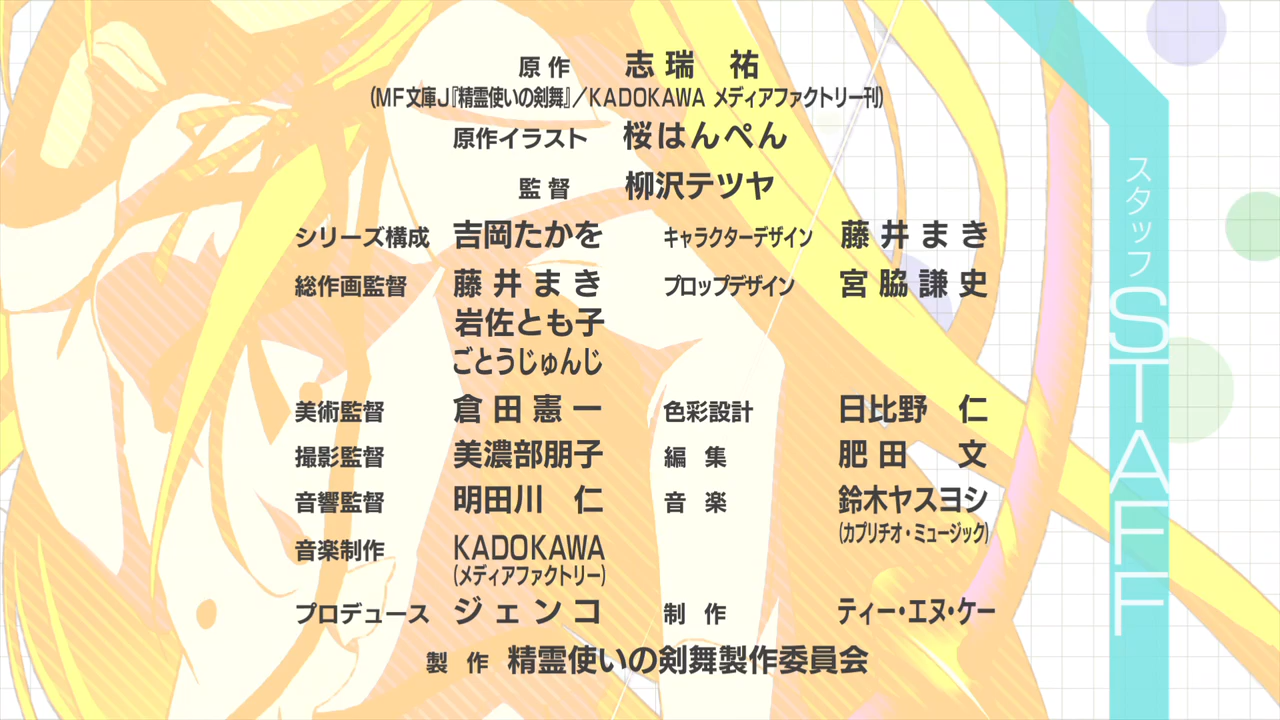 原作 志瑞 祐
（MF文庫J『精霊使いの剣舞』／KADOKAWA メディアファクトリー刊）
原作イラスト 桜はんぺん
監督 柳沢テツヤ
シリーズ構成 吉岡たかを キャラクターデザイン 藤井まき
総作画監督 藤井まき プロップデザイン 宮脇謙史
岩佐とも子
ごとうじゅんじ
美術監督 倉田憲一 色彩設計 日比野 仁
撮影監督 美濃部朋子 編集 肥田 文
音響監督 明田川 仁 音楽 鈴木ヤスヨシ
（カプリチオ・ミュージック）
音楽制作 KADOKAWA
（メディアファクトリー）
プロデュース ジェンコ 制作 ティー・エヌ・ケー
製作 精霊使いの剣舞製作委員会
スタッフ STAFF